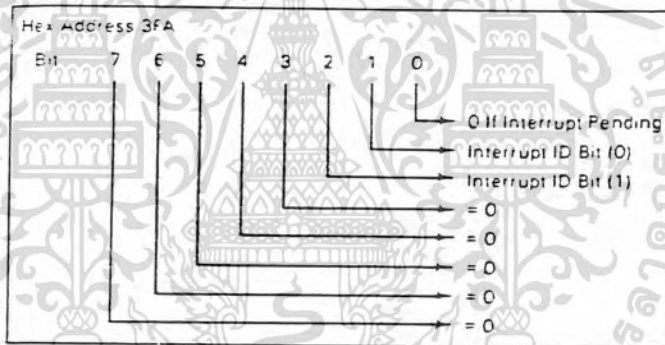 Hex Address 3FA
Bit 7 6 5 4 3 2 1 0
0 If Interrupt Pending
Interrupt ID Bit (0)
Interrupt ID Bit (1)
= 0
= 0
= 0
= 0
= 0